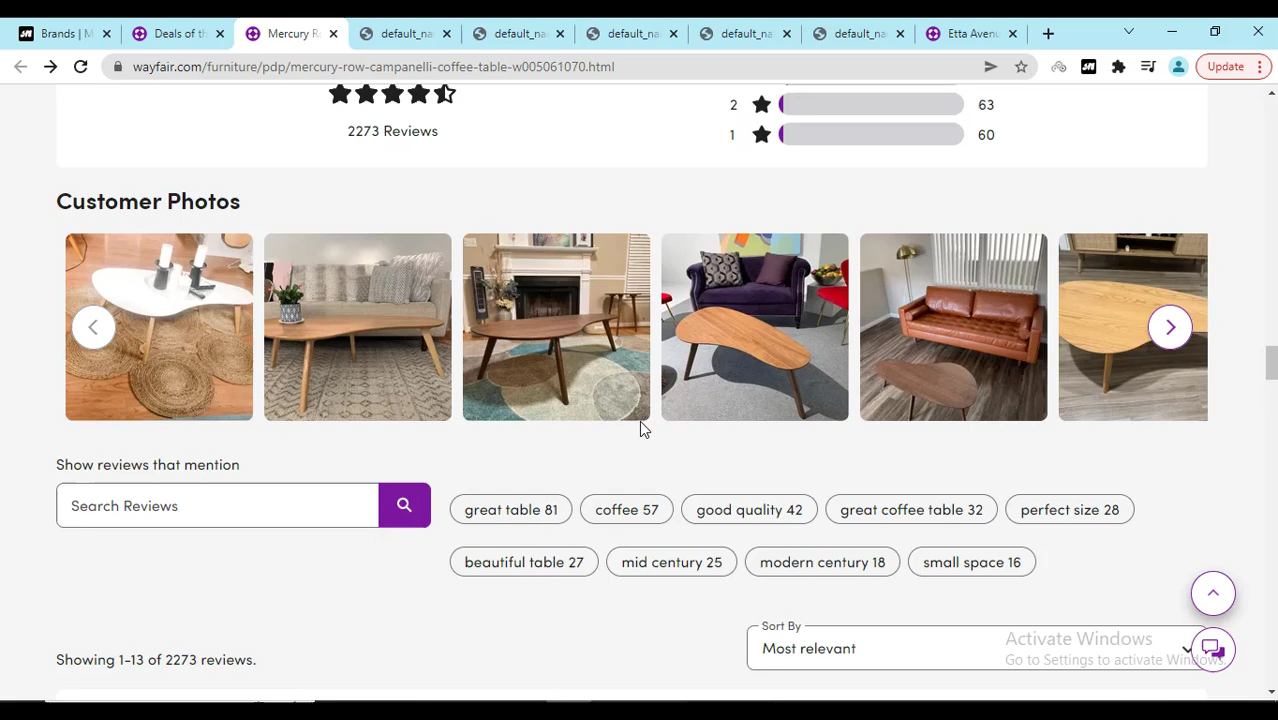 Brands | M
Deals of th
Mercury R
default_na
default_na
default_na
default_na
default_na
Etta Avenu
wayfair.com/furniture/pdp/mercury-row-campanelli-coffee-table-w005061070.html
Update
2 63
2273 Reviews
1 60
Customer Photos
Show reviews that mention
Search Reviews
great table 81
coffee 57
good quality 42
great coffee table 32
perfect size 28
beautiful table 27
mid century 25
modern century 18
small space 16
Sort By
Most relevant
Showing 1-13 of 2273 reviews.
Activate Windows
Go to Settings to activate Windows.